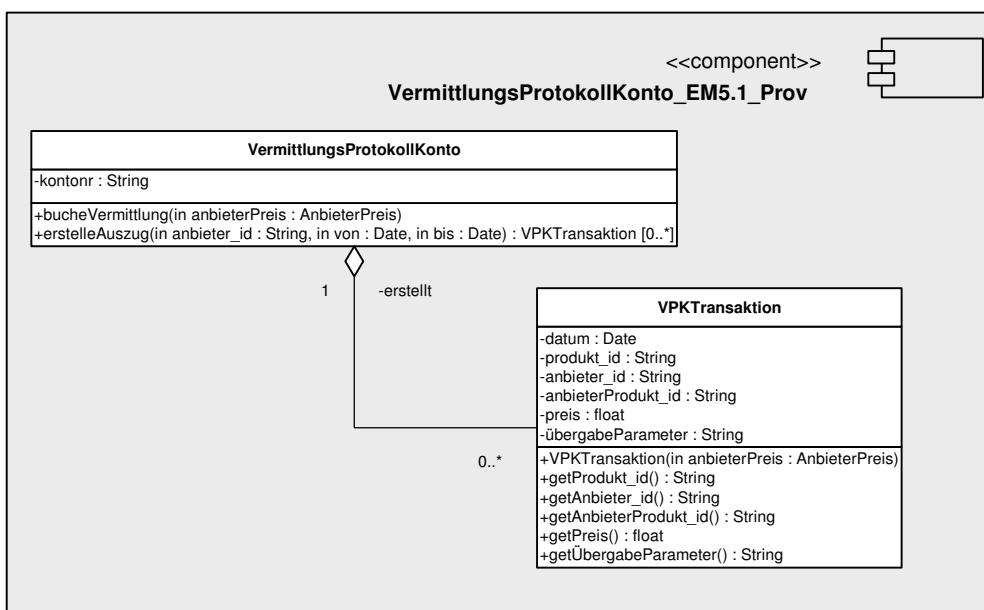 <<component>>
VermittlungsProtokollKonto_EM5.1_Prov
VermittlungsProtokollKonto
-kontonr : String
+bucheVermittlung(in anbieterPreis : AnbieterPreis)
+erstelleAuszug(in anbieter_id : String, in von : Date, in bis : Date) : VPKTransaktion [0..*]
1
-erstellt
VPKTransaktion
-datum : Date
-produkt_id : String
-anbieter_id : String
-anbieterProdukt_id : String
-preis : float
-übergabeParameter : String
0..*
+VPKTransaktion(in anbieterPreis : AnbieterPreis)
+getProdukt_id() : String
+getAnbieter_id() : String
+getAnbieterProdukt_id() : String
+getPreis() : float
+getÜbergabeParameter() : String